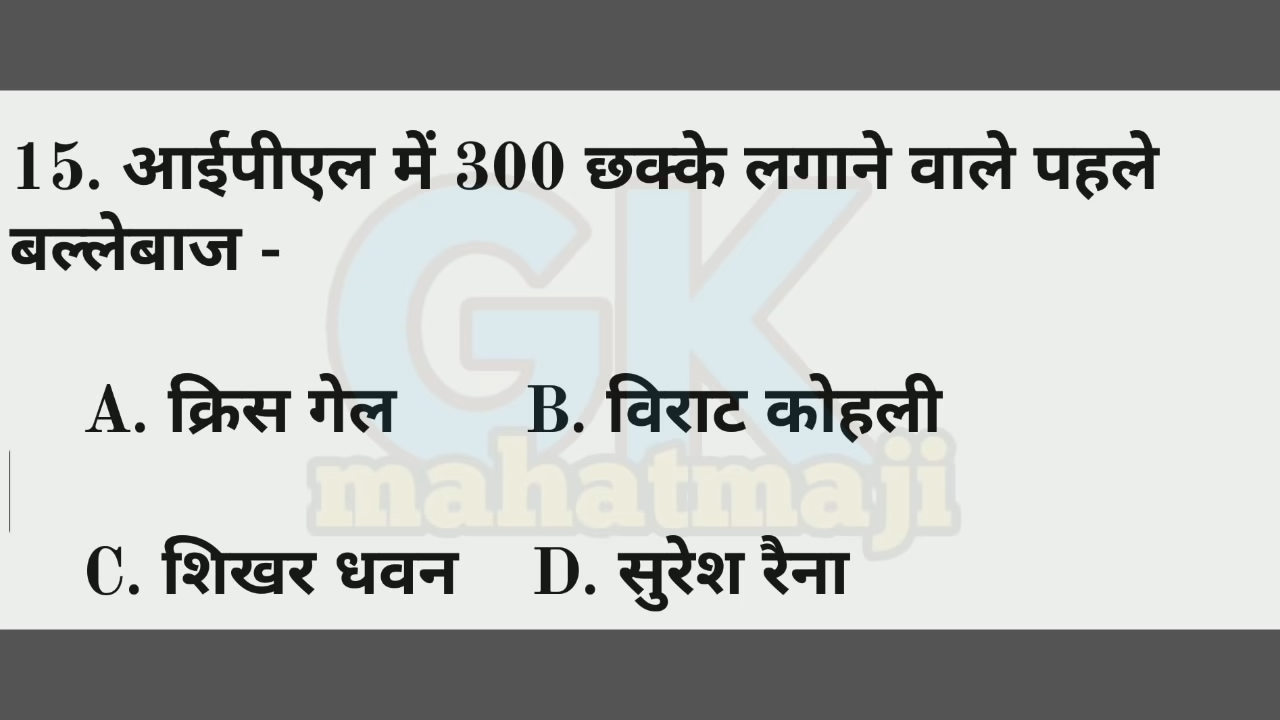 15. आईपीएल में 300 छक्के लगाने वाले पहले
बल्लेबाज -
A. क्रिस गेल B. विराट कोहली
GK
mahatmaji
C. शिखर धवन D. सुरेश रैना